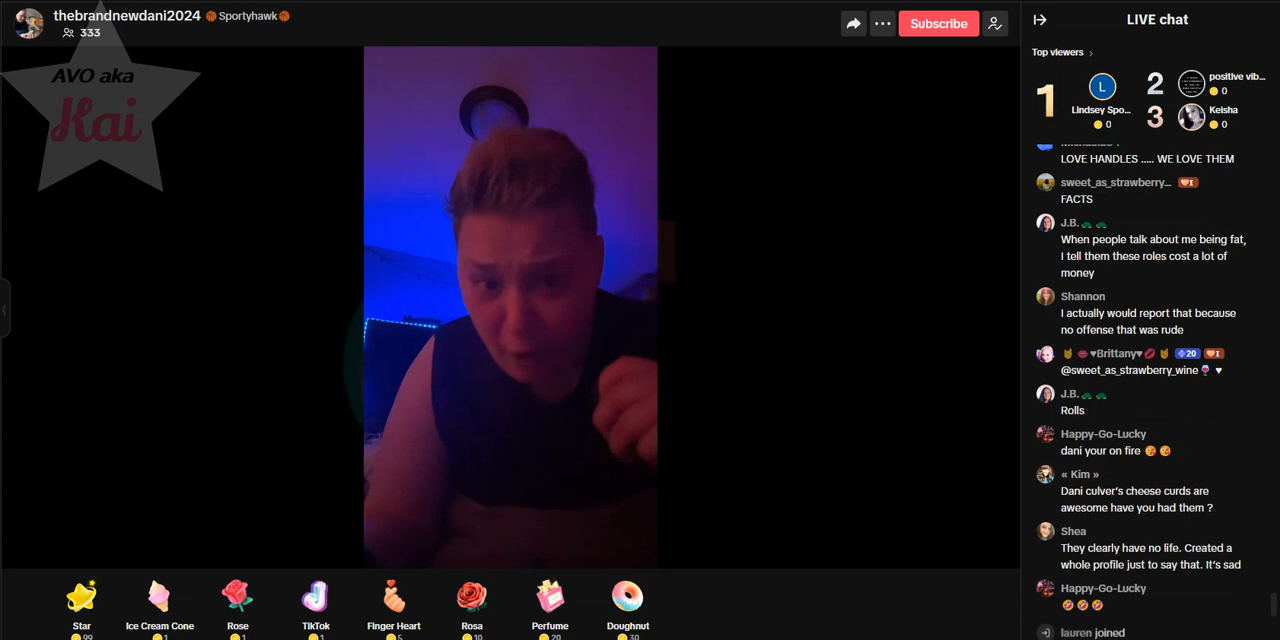 thebrandnewdani2024 🏀Sportyhawk🏀
333
AVO aka
Kai
Subscribe
LIVE chat
Top viewers
1
L
Lindsey Spo...
0
2
positive vib...
0
3
Keisha
0
LOVE HANDLES ..... WE LOVE THEM
sweet_as_strawberry... I
FACTS
J.B.
When people talk about me being fat,
I tell them these roles cost a lot of
money
Shannon
I actually would report that because
no offense that was rude
♥Brittany♥ 20 I
@sweet_as_strawberry_wine🍷 ♥
J.B.
Rolls
Happy-Go-Lucky
dani your on fire 😘 😘
« Kim »
Dani culver's cheese curds are
awesome have you had them ?
Shea
They clearly have no life. Created a
whole profile just to say that. It's sad
Happy-Go-Lucky
🤣 🤣 🤣
lauren joined
Star
99
Ice Cream Cone
1
Rose
1
TikTok
1
Finger Heart
5
Rosa
10
Perfume
20
Doughnut
30